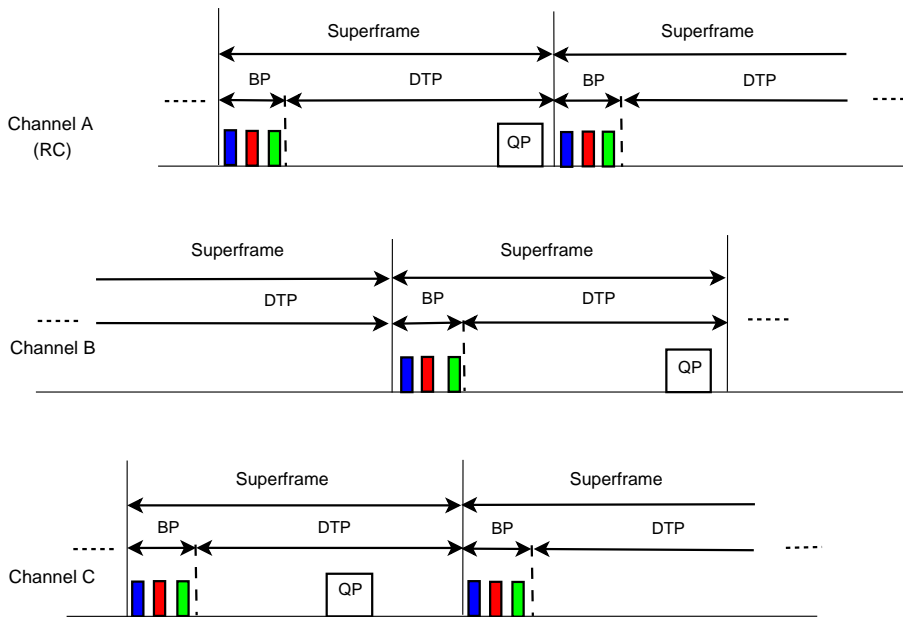 Superframe Superframe
BP DTP BP DTP
Channel A
(RC)
QP
Superframe Superframe
DTP BP DTP
Channel B
QP
Superframe Superframe
BP DTP BP DTP
Channel C
QP